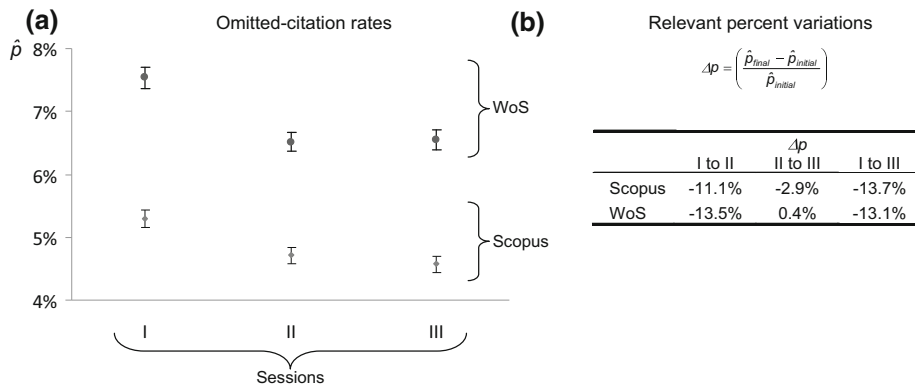 (a)
Omitted-citation rates
p̂
8%
7%
6%
5%
4%
WoS
Scopus
I II III
Sessions
(b)
Relevant percent variations
Δp = ( (p̂final − p̂initial) / p̂initial )
Δp
I to II II to III I to III
Scopus -11.1% -2.9% -13.7%
WoS -13.5% 0.4% -13.1%